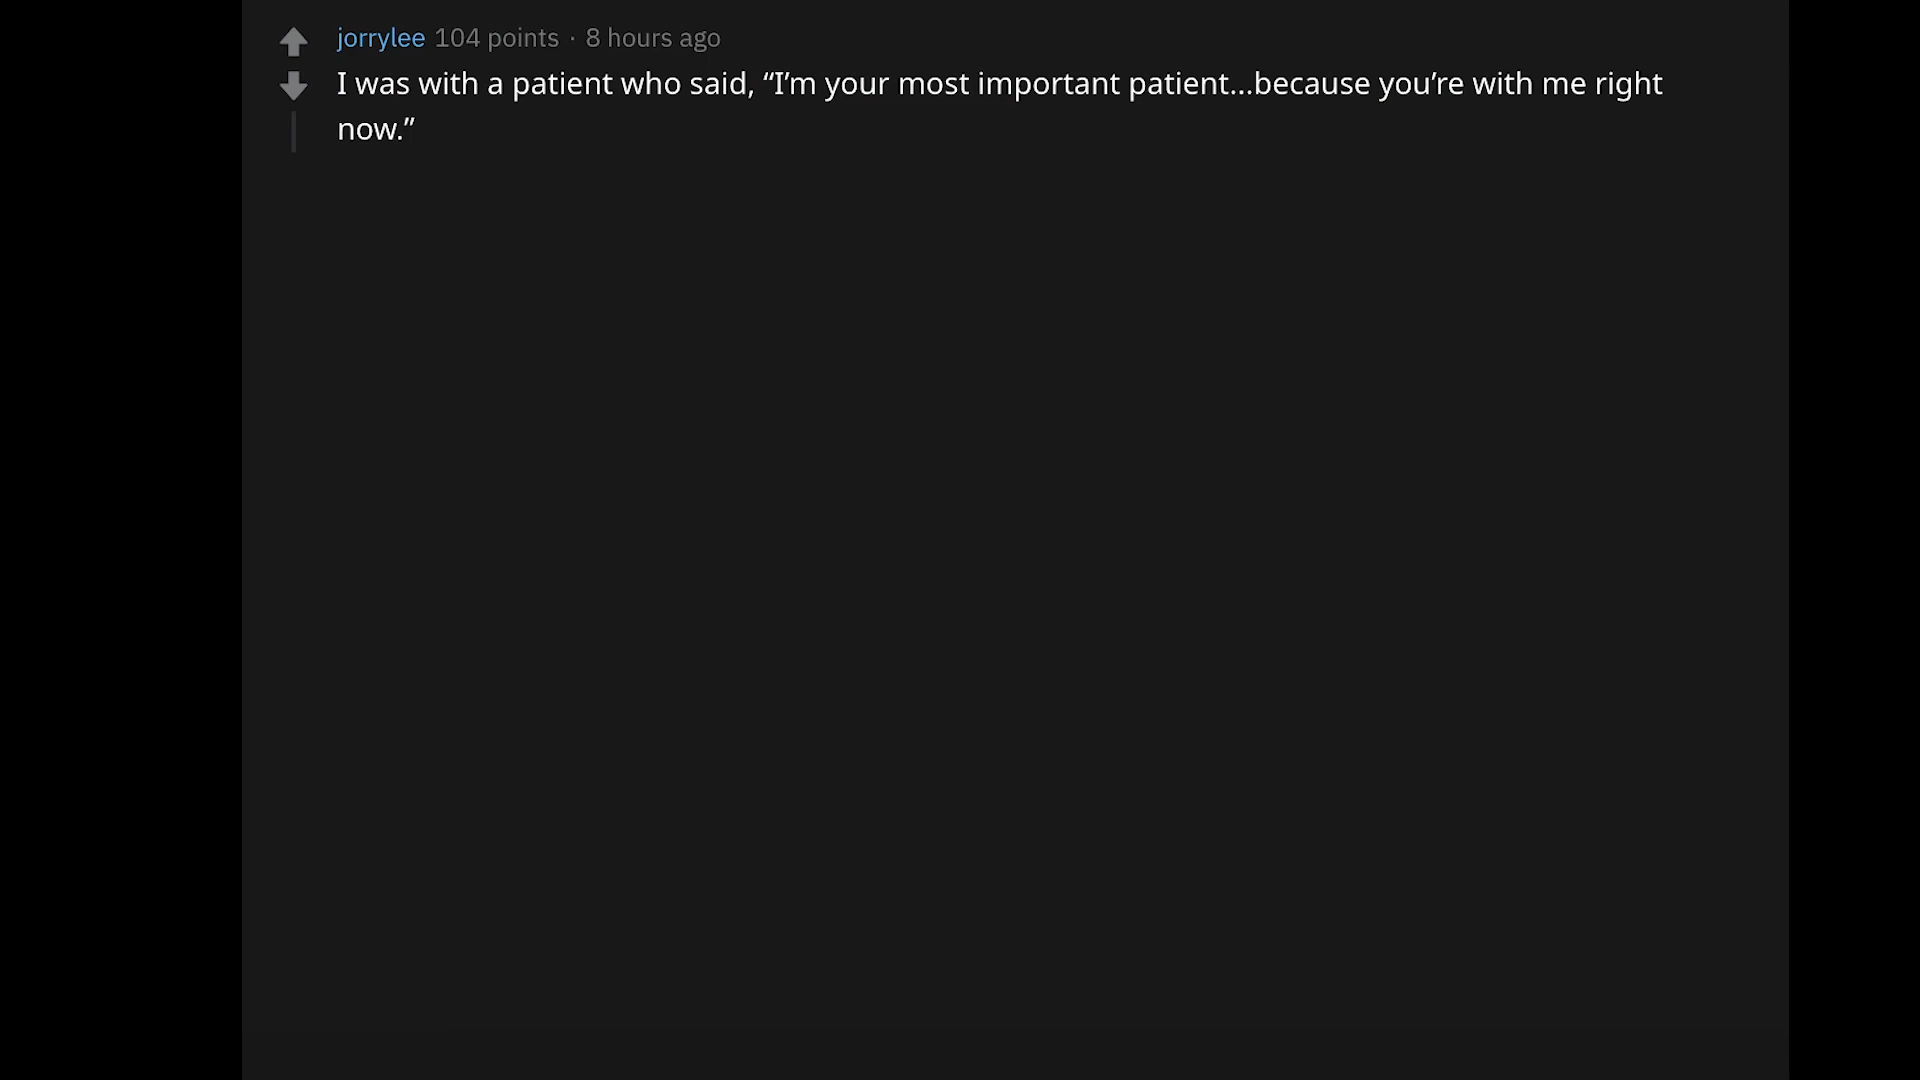 jorrylee 104 points · 8 hours ago
I was with a patient who said, “I’m your most important patient...because you’re with me right
now.”